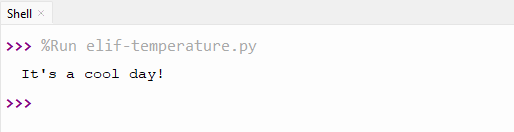 Shell ×
>>> %Run elif-temperature.py
It's a cool day!
>>>